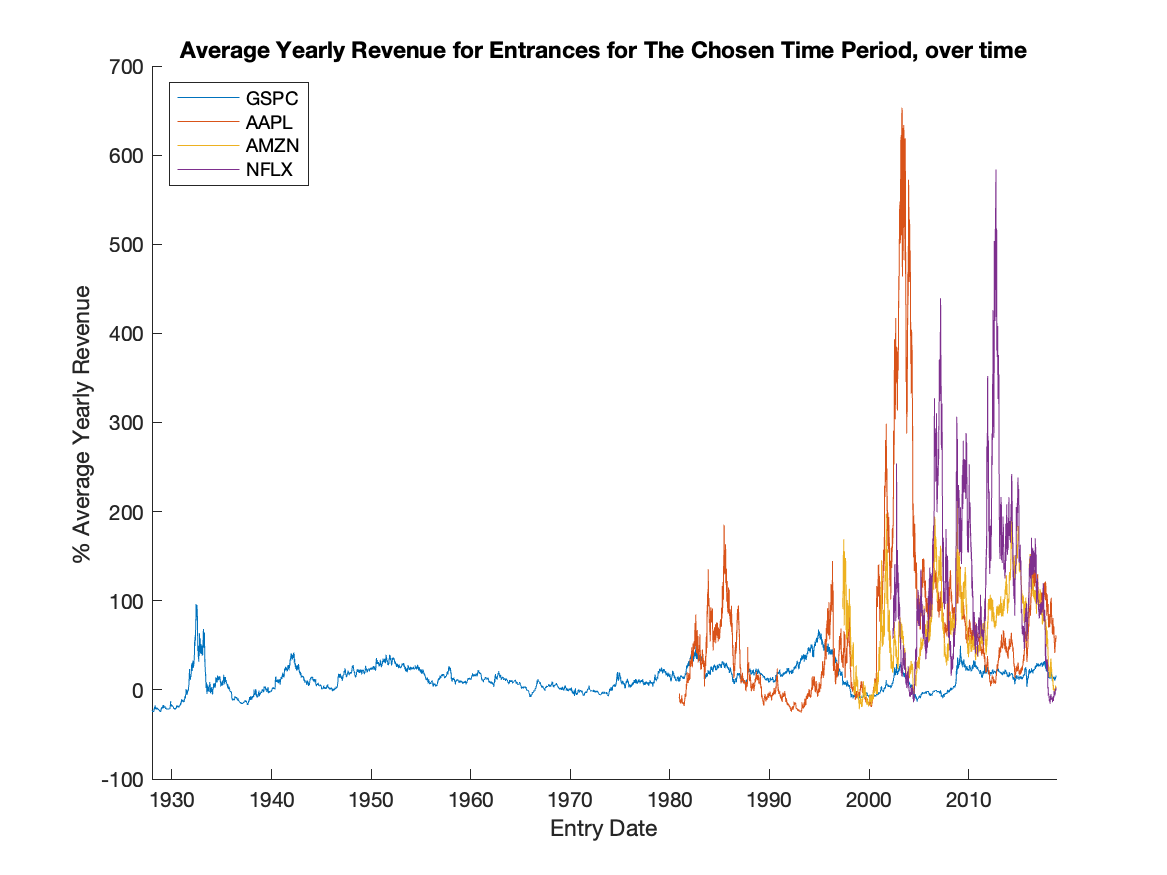 Average Yearly Revenue for Entrances for The Chosen Time Period, over time
GSPC
AAPL
AMZN
NFLX
% Average Yearly Revenue
700
600
500
400
300
200
100
0
-100
1930 1940 1950 1960 1970 1980 1990 2000 2010
Entry Date